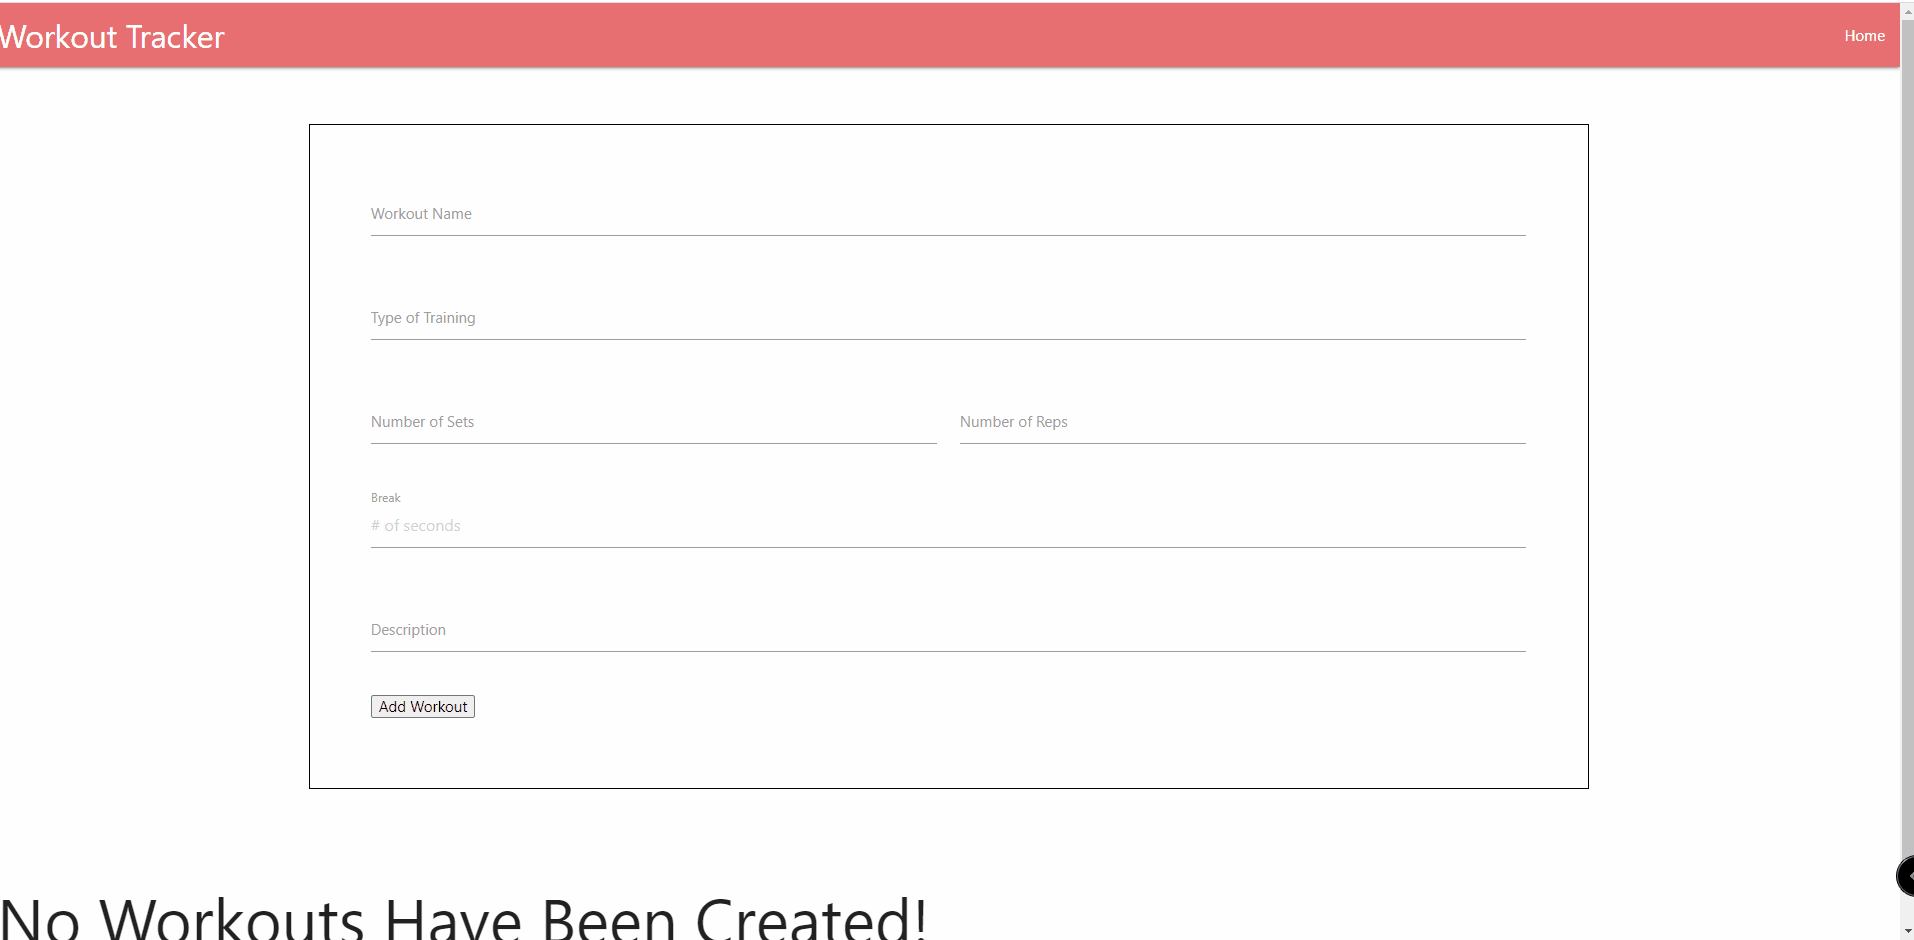 Workout Tracker Home
Workout Name
Type of Training
Number of Sets Number of Reps
Break
# of seconds
Description
Add Workout
No Workouts Have Been Created!